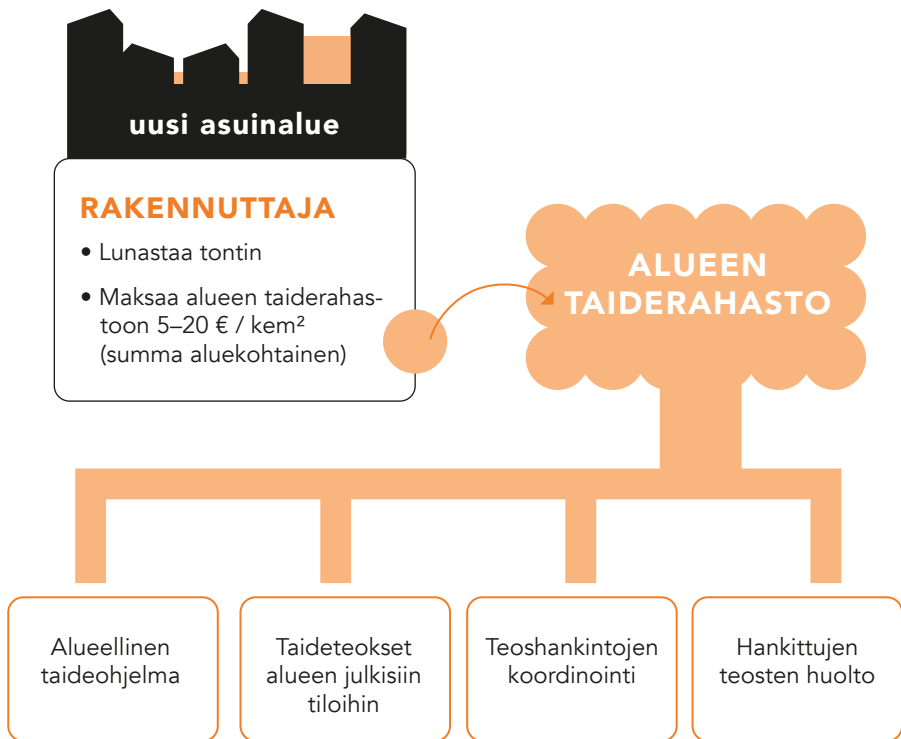 uusi asuinalue
RAKENNUTTAJA
• Lunastaa tontin
• Maksaa alueen taiderahas-
toon 5–20 € / kem²
(summa aluekohtainen)
ALUEEN
TAIDERAHASTO
Alueellinen
taideohjelma
Taideteokset
alueen julkisiin
tiloihin
Teoshankintojen
koordinointi
Hankittujen
teosten huolto